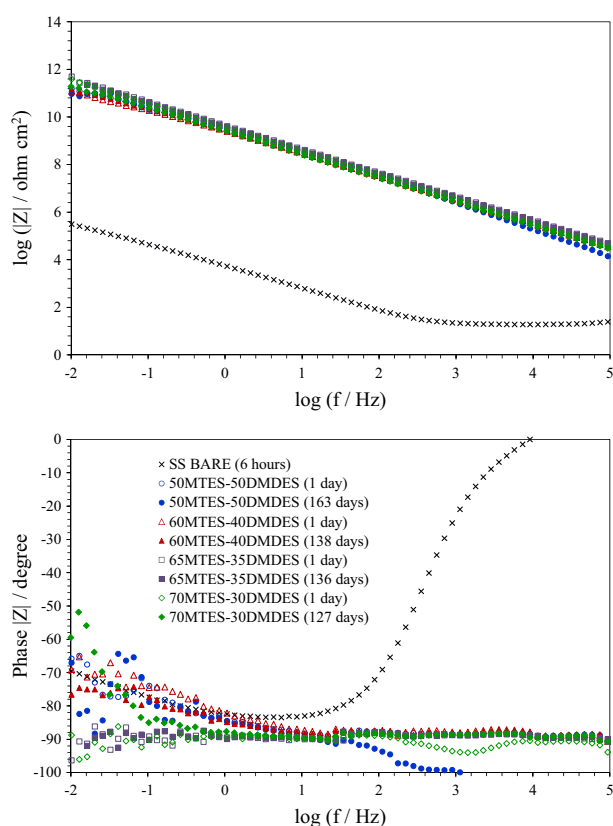 14
12
10
8
6
4
2
0
-2 -1 0 1 2 3 4 5
log (|Z| / ohm cm2)
log (f / Hz)
0
-10
-20
-30
-40
-50
-60
-70
-80
-90
-100
-2 -1 0 1 2 3 4 5
Phase |Z| / degree
log (f / Hz)
SS BARE (6 hours)
50MTES-50DMDES (1 day)
50MTES-50DMDES (163 days)
60MTES-40DMDES (1 day)
60MTES-40DMDES (138 days)
65MTES-35DMDES (1 day)
65MTES-35DMDES (136 days)
70MTES-30DMDES (1 day)
70MTES-30DMDES (127 days)